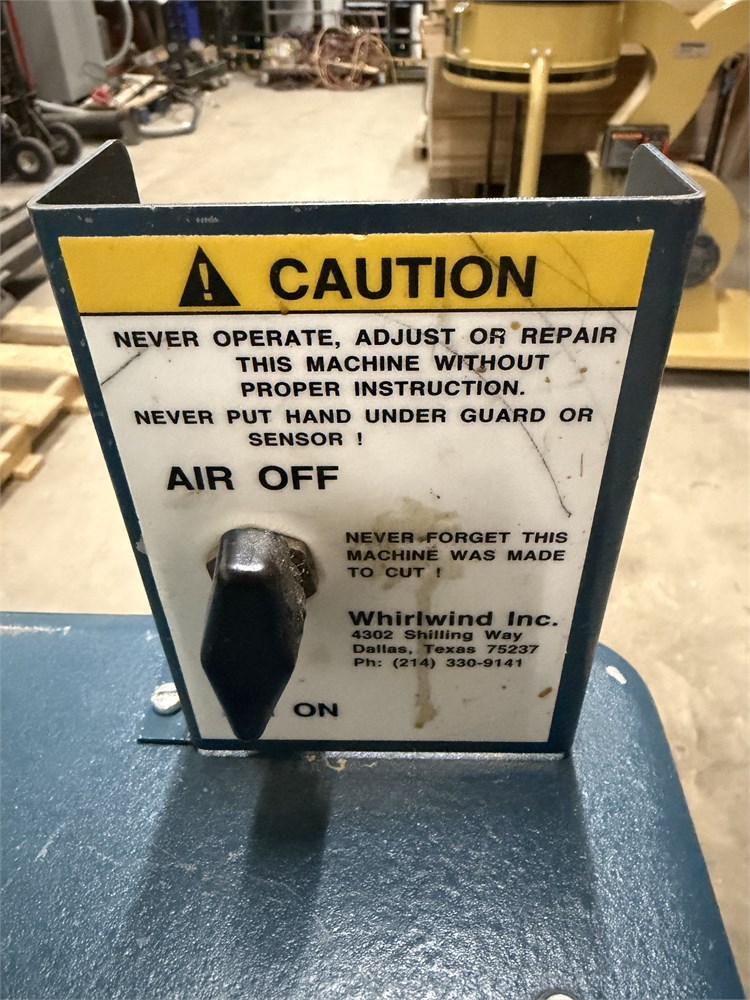 CAUTION
NEVER OPERATE, ADJUST OR REPAIR
THIS MACHINE WITHOUT
PROPER INSTRUCTION.
NEVER PUT HAND UNDER GUARD OR
SENSOR !
AIR OFF
NEVER FORGET THIS
MACHINE WAS MADE
TO CUT !
Whirlwind Inc.
4302 Shilling Way
Dallas, Texas 75237
Ph: (214) 330-9141
ON